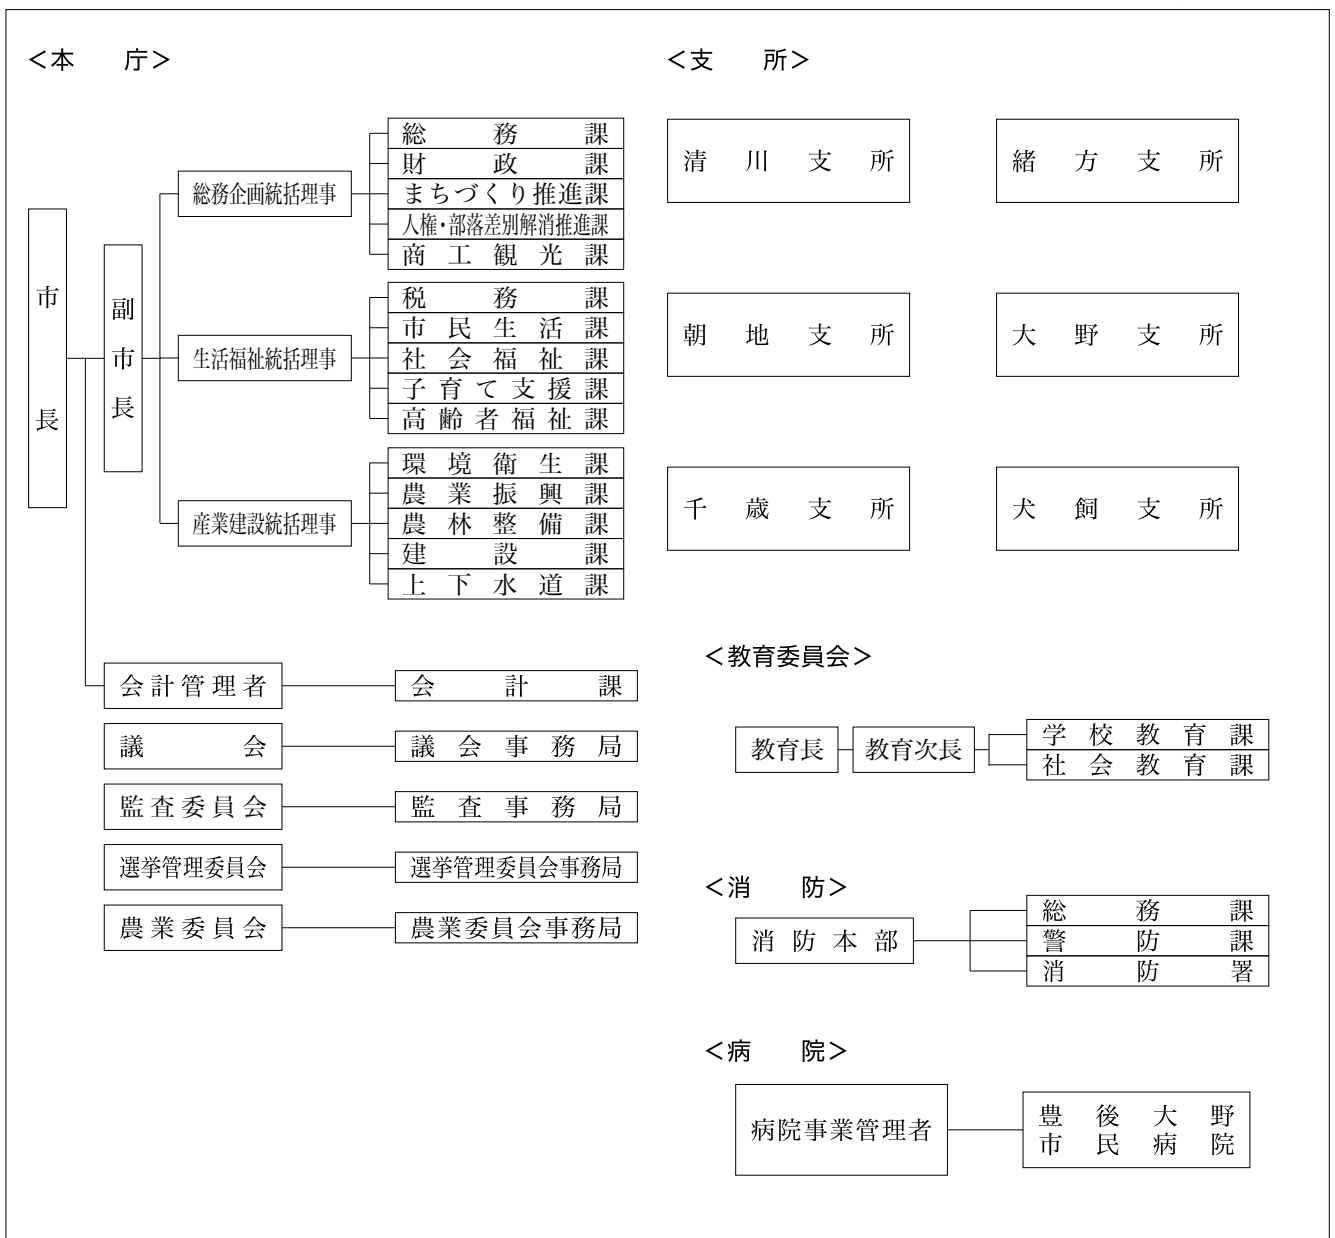 <本　庁>
市長
副市長
総務企画統括理事
総務課
財政課
まちづくり推進課
人権・部落差別解消推進課
商工観光課
生活福祉統括理事
税務課
市民生活課
社会福祉課
子育て支援課
高齢者福祉課
産業建設統括理事
環境衛生課
農業振興課
農林整備課
建設課
上下水道課
会計管理者
会計課
議会
議会事務局
監査委員会
監査事務局
選挙管理委員会
選挙管理委員会事務局
農業委員会
農業委員会事務局
<支　所>
清川支所
緒方支所
朝地支所
大野支所
千歳支所
犬飼支所
<教育委員会>
教育長
教育次長
学校教育課
社会教育課
<消　防>
消防本部
総務課
警防課
消防署
<病　院>
病院事業管理者
豊後大野
市民病院